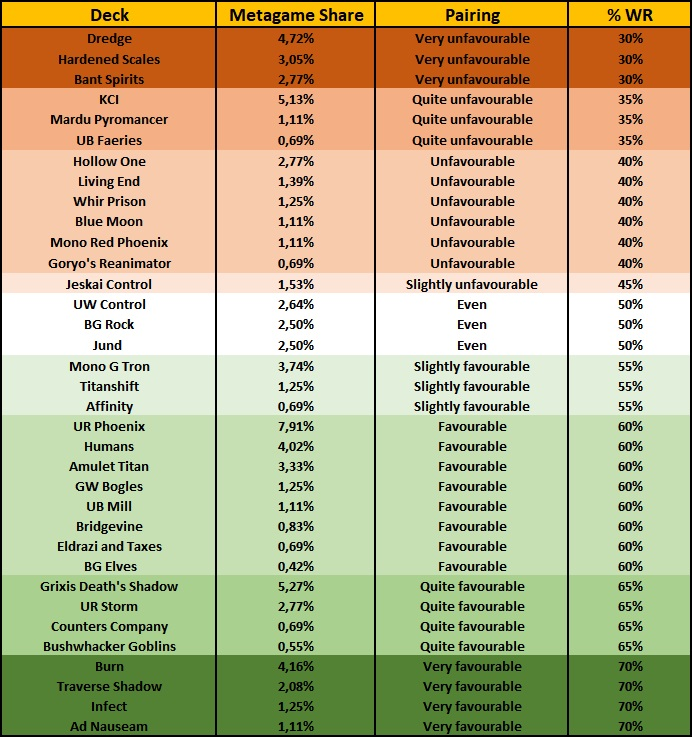 Deck Metagame Share Pairing % WR
Dredge 4,72% Very unfavourable 30%
Hardened Scales 3,05% Very unfavourable 30%
Bant Spirits 2,77% Very unfavourable 30%
KCI 5,13% Quite unfavourable 35%
Mardu Pyromancer 1,11% Quite unfavourable 35%
UB Faeries 0,69% Quite unfavourable 35%
Hollow One 2,77% Unfavourable 40%
Living End 1,39% Unfavourable 40%
Whir Prison 1,25% Unfavourable 40%
Blue Moon 1,11% Unfavourable 40%
Mono Red Phoenix 1,11% Unfavourable 40%
Goryo's Reanimator 0,69% Unfavourable 40%
Jeskai Control 1,53% Slightly unfavourable 45%
UW Control 2,64% Even 50%
BG Rock 2,50% Even 50%
Jund 2,50% Even 50%
Mono G Tron 3,74% Slightly favourable 55%
Titanshift 1,25% Slightly favourable 55%
Affinity 0,69% Slightly favourable 55%
UR Phoenix 7,91% Favourable 60%
Humans 4,02% Favourable 60%
Amulet Titan 3,33% Favourable 60%
GW Bogles 1,25% Favourable 60%
UB Mill 1,11% Favourable 60%
Bridgevine 0,83% Favourable 60%
Eldrazi and Taxes 0,69% Favourable 60%
BG Elves 0,42% Favourable 60%
Grixis Death's Shadow 5,27% Quite favourable 65%
UR Storm 2,77% Quite favourable 65%
Counters Company 0,69% Quite favourable 65%
Bushwhacker Goblins 0,55% Quite favourable 65%
Burn 4,16% Very favourable 70%
Traverse Shadow 2,08% Very favourable 70%
Infect 1,25% Very favourable 70%
Ad Nauseam 1,11% Very favourable 70%